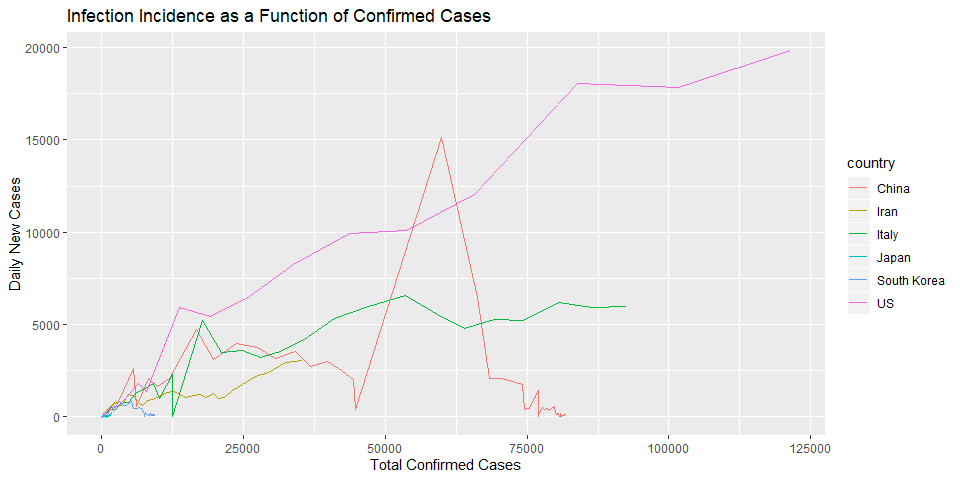 Infection Incidence as a Function of Confirmed Cases
20000
15000
10000
5000
0
Daily New Cases
0 25000 50000 75000 100000 125000
Total Confirmed Cases
country
China
Iran
Italy
Japan
South Korea
US